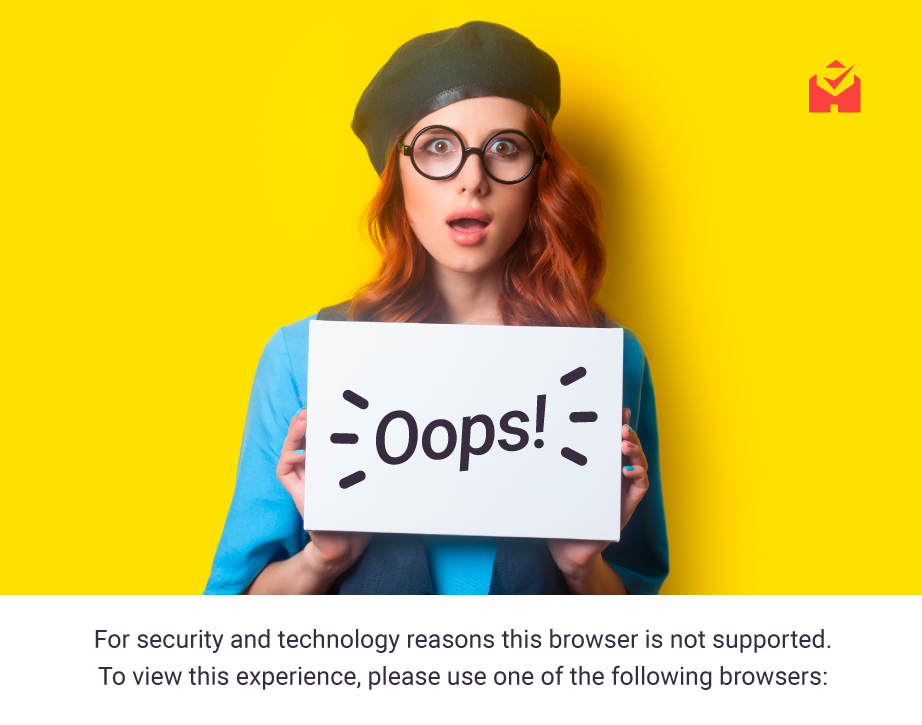 Oops!
For security and technology reasons this browser is not supported.
To view this experience, please use one of the following browsers: